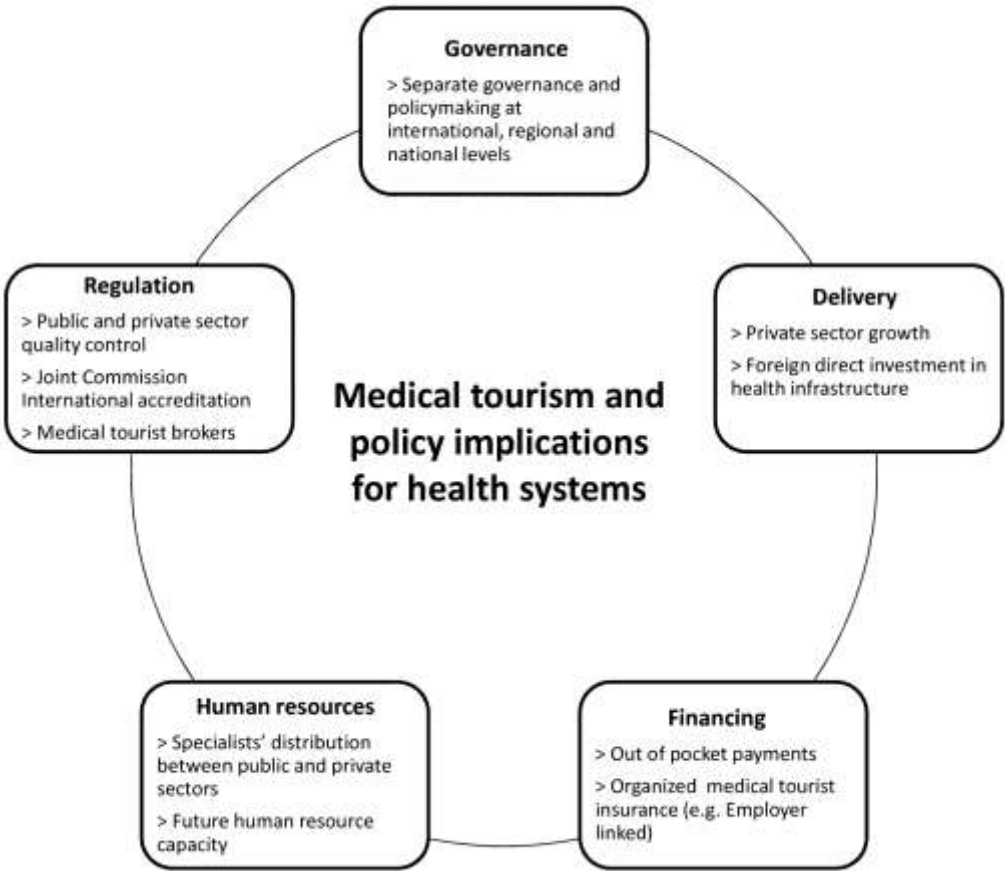 Governance
> Separate governance and
policymaking at
international, regional and
national levels
Regulation
> Public and private sector
quality control
> Joint Commission
International accreditation
> Medical tourist brokers
Delivery
> Private sector growth
> Foreign direct investment in
health infrastructure
Medical tourism and
policy implications
for health systems
Human resources
> Specialists' distribution
between public and private
sectors
> Future human resource
capacity
Financing
> Out of pocket payments
> Organized medical tourist
insurance (e.g. Employer
linked)